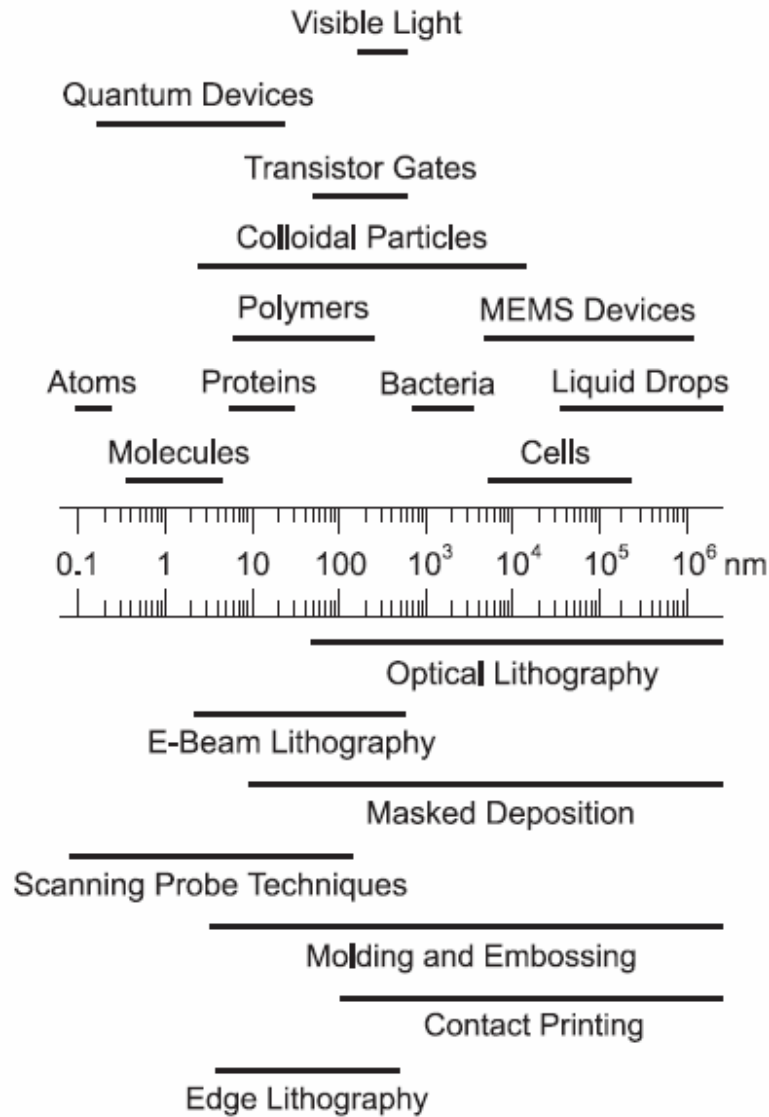 Visible Light
Quantum Devices
Transistor Gates
Colloidal Particles
Polymers MEMS Devices
Atoms Proteins Bacteria Liquid Drops
Molecules Cells
0.1 1 10 100 10³ 10⁴ 10⁵ 10⁶ nm
Optical Lithography
E-Beam Lithography
Masked Deposition
Scanning Probe Techniques
Molding and Embossing
Contact Printing
Edge Lithography